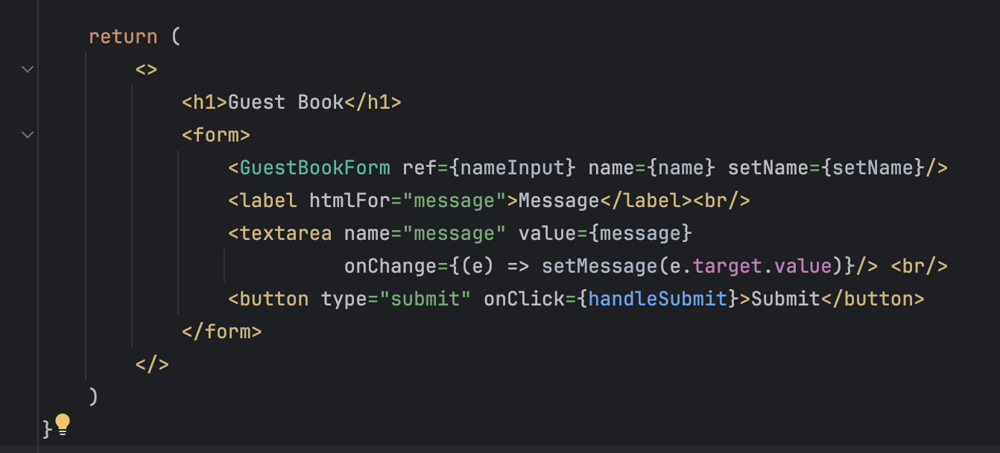 return (
<>
<h1>Guest Book</h1>
<form>
<GuestBookForm ref={nameInput} name={name} setName={setName}/>
<label htmlFor="message">Message</label><br/>
<textarea name="message" value={message}
onChange={(e) => setMessage(e.target.value)}/> <br/>
<button type="submit" onClick={handleSubmit}>Submit</button>
</form>
</>
)
}